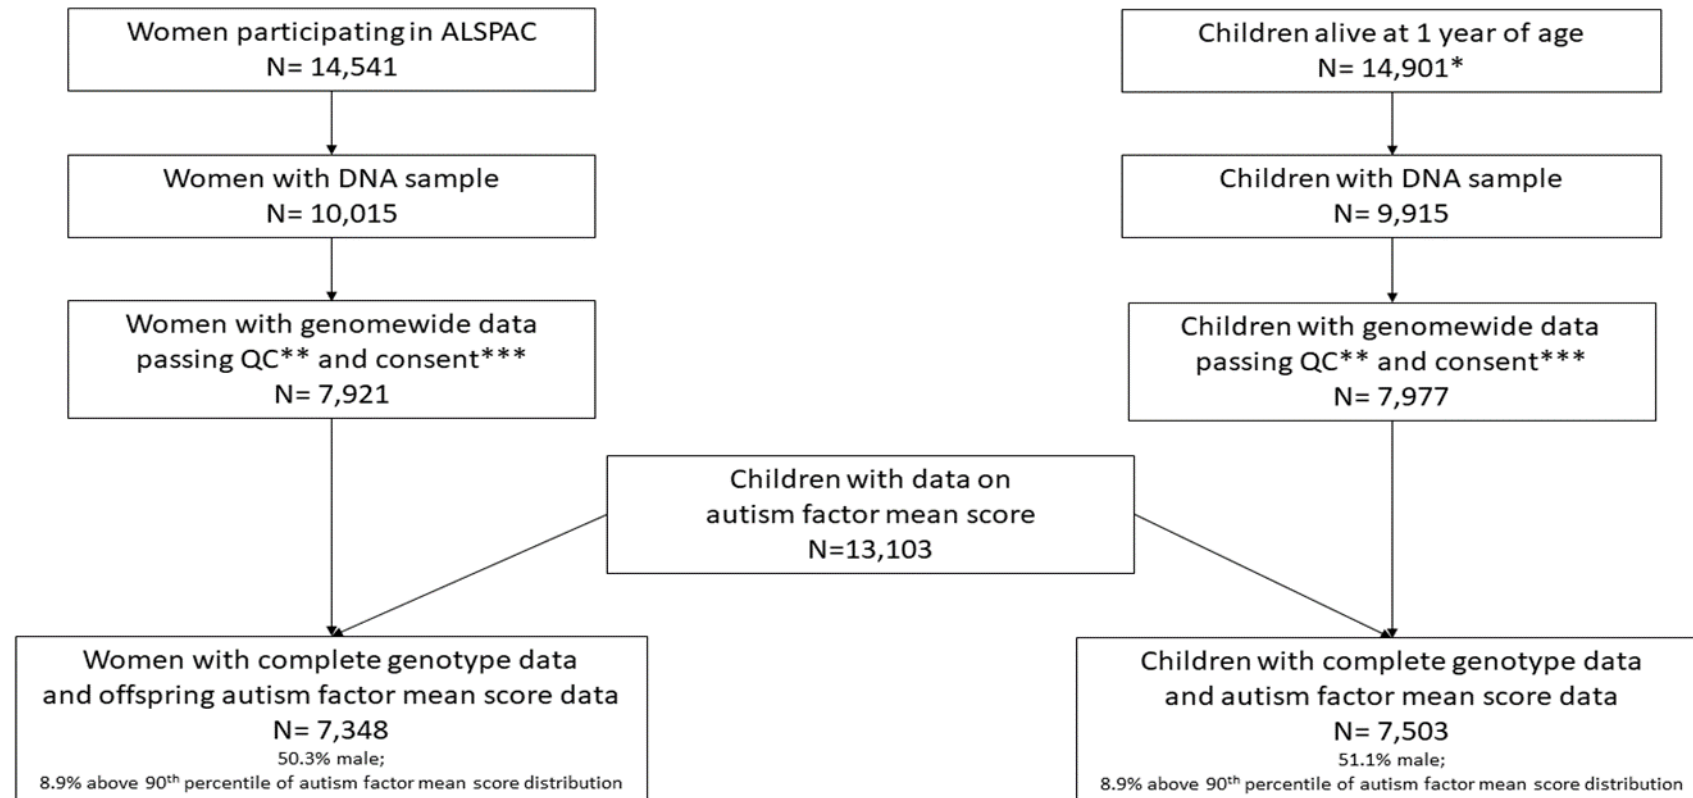 Women participating in ALSPAC
N= 14,541
Children alive at 1 year of age
N= 14,901*
Women with DNA sample
N= 10,015
Children with DNA sample
N= 9,915
Women with genomewide data
passing QC** and consent***
N= 7,921
Children with genomewide data
passing QC** and consent***
N= 7,977
Children with data on
autism factor mean score
N=13,103
Women with complete genotype data
and offspring autism factor mean score data
N= 7,348
50.3% male;
8.9% above 90th percentile of autism factor mean score distribution
Children with complete genotype data
and autism factor mean score data
N= 7,503
51.1% male;
8.9% above 90th percentile of autism factor mean score distribution